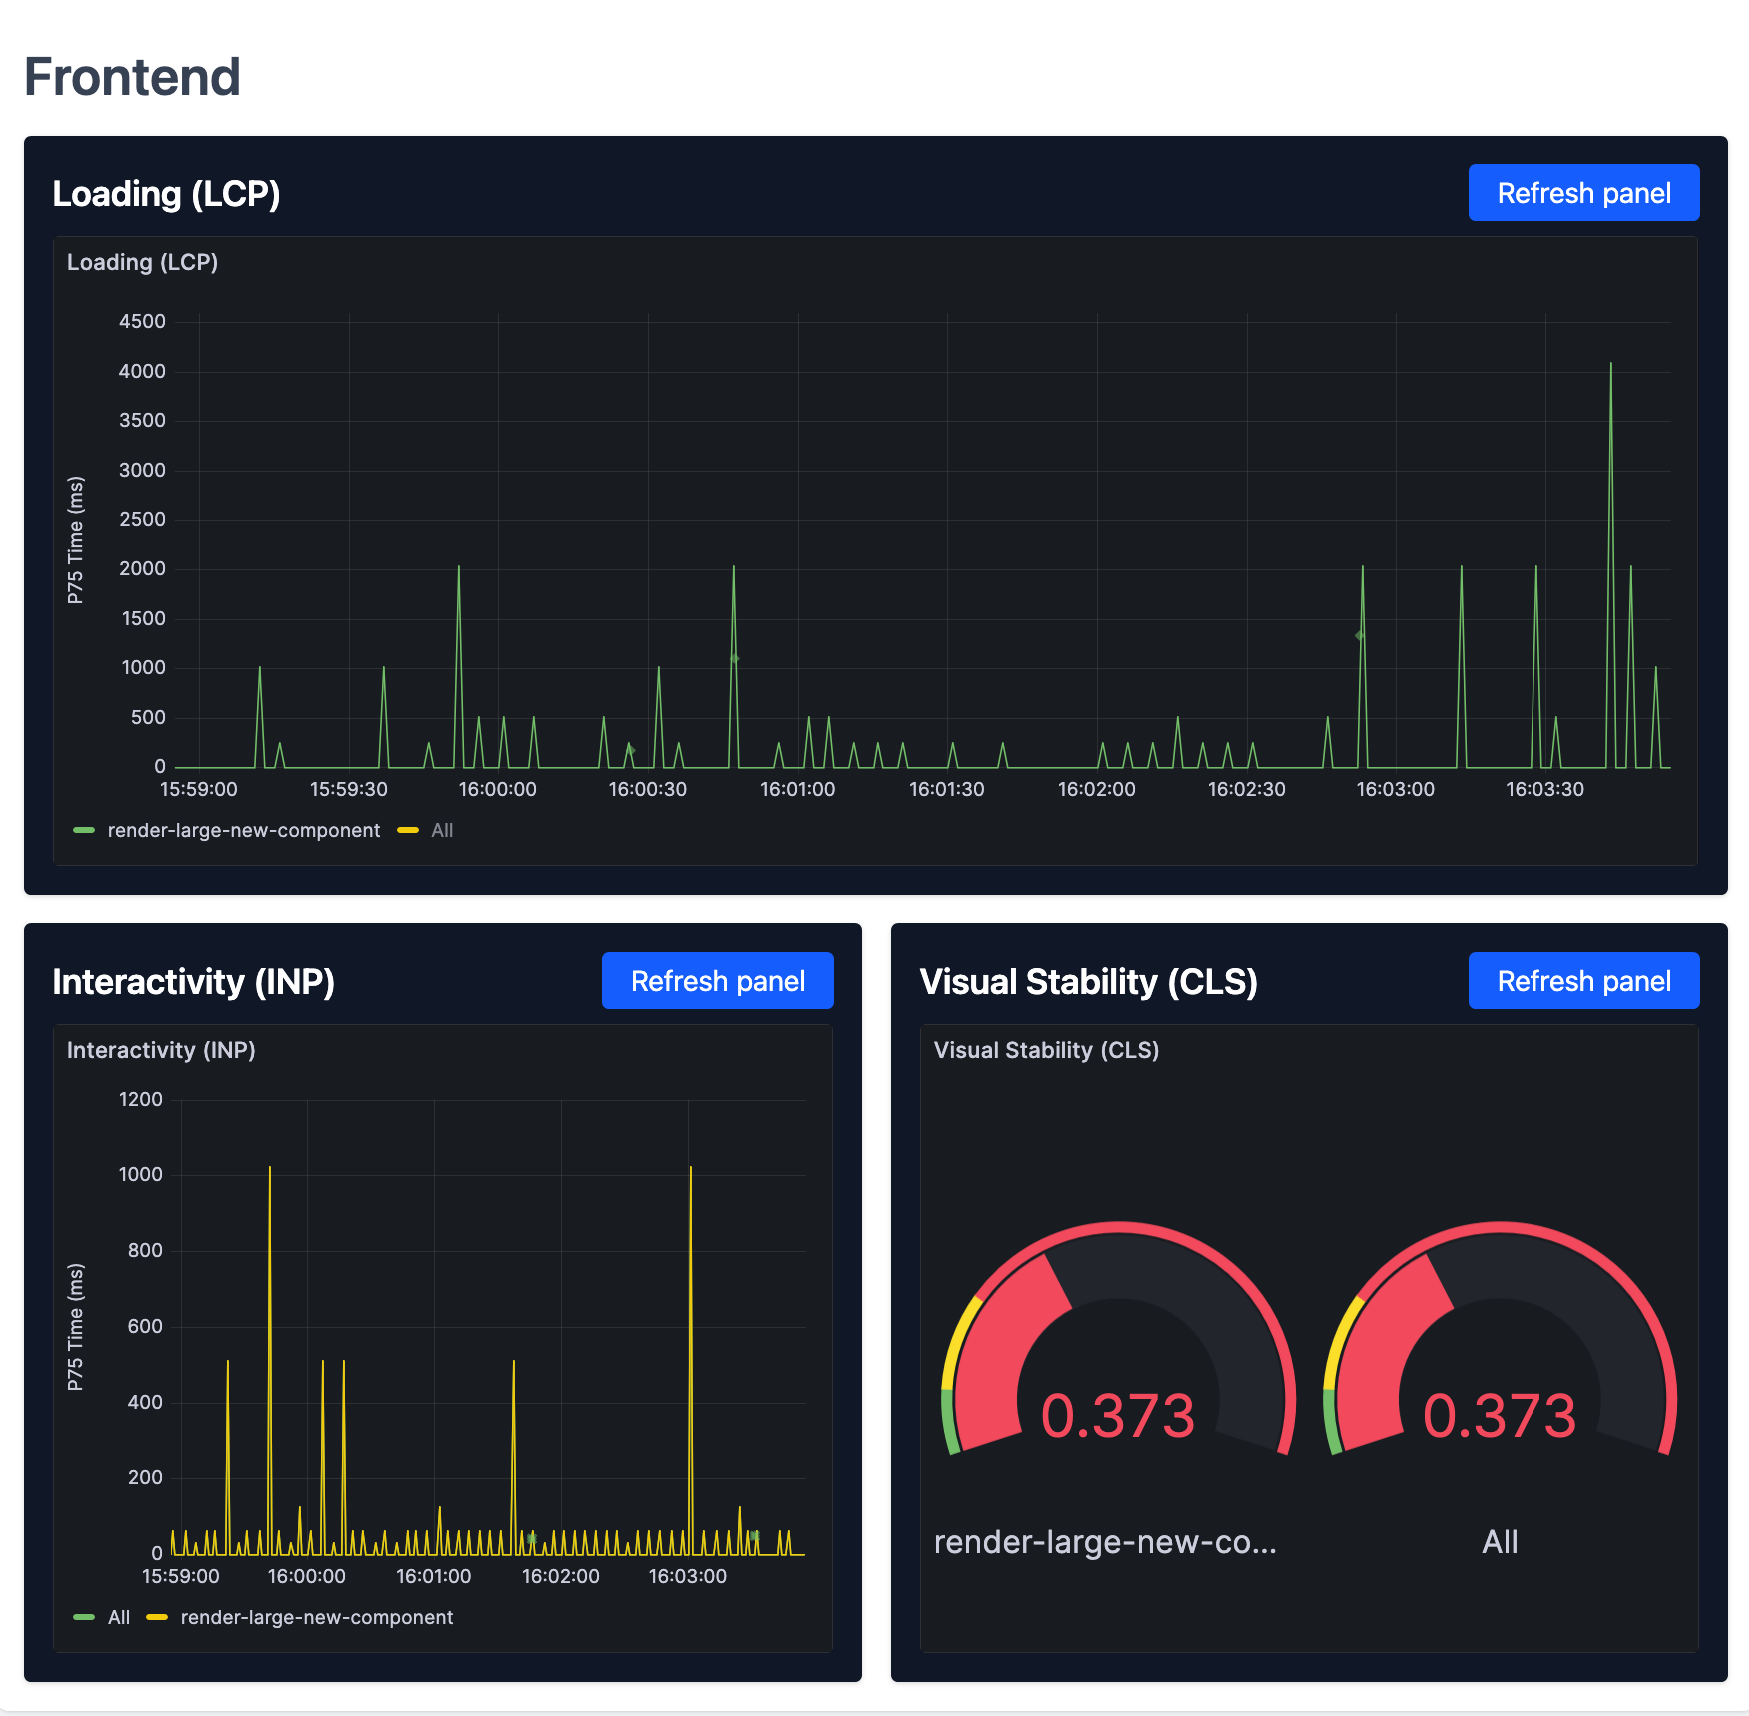 Frontend
Loading (LCP)
Refresh panel
Loading (LCP)
P75 Time (ms)
4500
4000
3500
3000
2500
2000
1500
1000
500
0
15:59:00 15:59:30 16:00:00 16:00:30 16:01:00 16:01:30 16:02:00 16:02:30 16:03:00 16:03:30
render-large-new-component All
Interactivity (INP)
Refresh panel
Interactivity (INP)
P75 Time (ms)
1200
1000
800
600
400
200
0
15:59:00 16:00:00 16:01:00 16:02:00 16:03:00
All render-large-new-component
Visual Stability (CLS)
Refresh panel
Visual Stability (CLS)
0.373 0.373
render-large-new-co... All